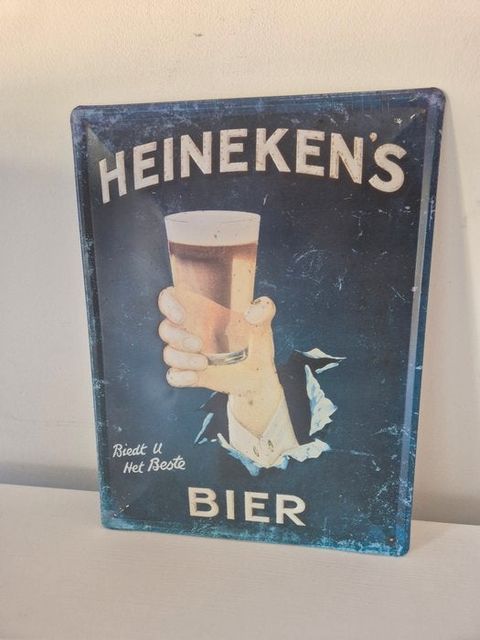 HEINEKEN'S
Biedt U
Het Beste
BIER